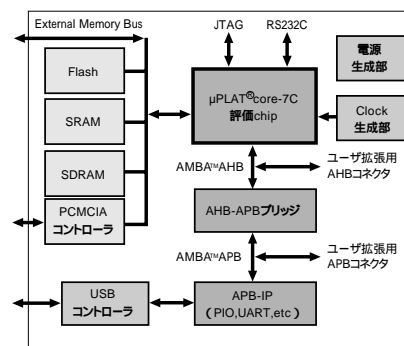 External Memory Bus
JTAG
RS232C
Flash
SRAM
SDRAM
PCMCIA
コントローラ
µPLAT®core-7C
評価chip
電源
生成部
Clock
生成部
AMBA™AHB
ユーザ拡張用
AHBコネクタ
AHB-APBブリッジ
AMBA™APB
ユーザ拡張用
APBコネクタ
USB
コントローラ
APB-IP
（PIO,UART,etc）